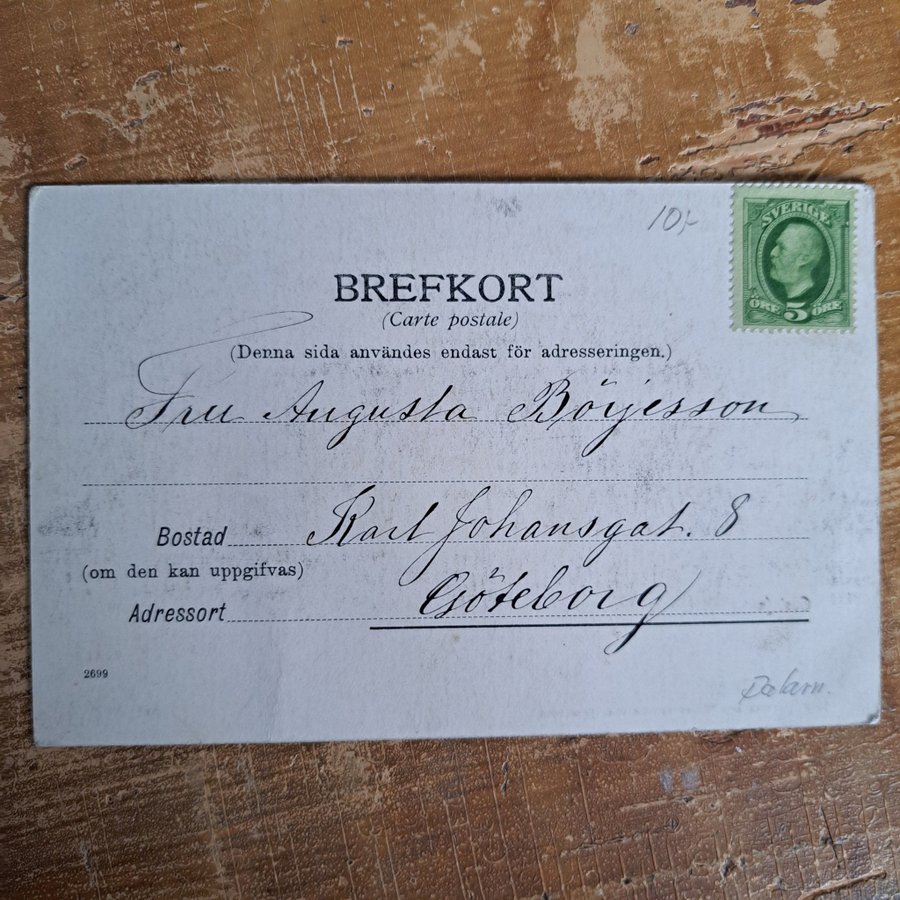 10,-
SVERIGE
ÖRE 5 ÖRE
BREFKORT
(Carte postale)
(Denna sida användes endast för adresseringen.)
Fru Augusta Börjesson
Bostad Karl Johansgat. 8
(om den kan uppgifvas)
Adressort Göteborg
2699
Dalarn.